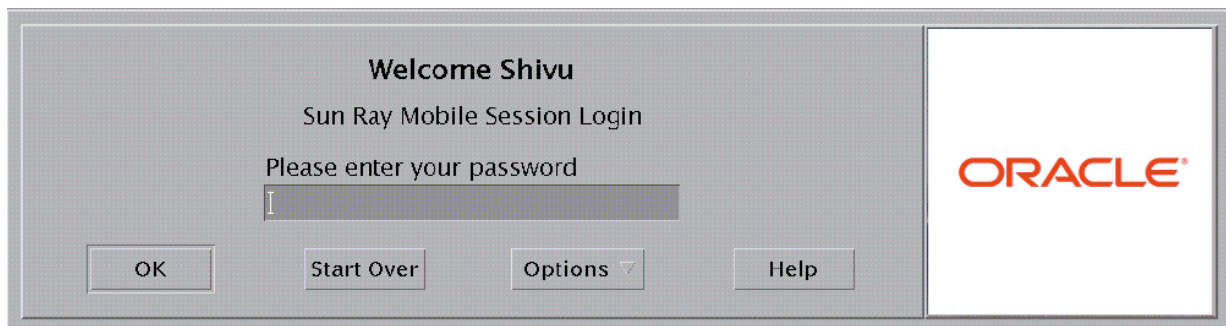 Welcome Shivu
Sun Ray Mobile Session Login
Please enter your password
OK
Start Over
Options
Help
ORACLE®